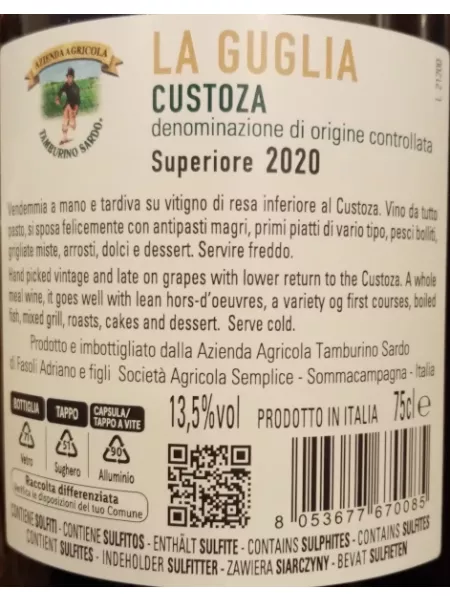 AZIENDA AGRICOLA
TAMBURINO SARDO
LA GUGLIA
CUSTOZA
denominazione di origine controllata
Superiore 2020
L. 21200
Vendemmia a mano e tardiva su vitigno di resa inferiore al Custoza. Vino da tutto
pasto, si sposa felicemente con antipasti magri, primi piatti di vario tipo, pesci bolliti,
grigliate miste, arrosti, dolci e dessert. Servire freddo.
Hand picked vintage and late on grapes with lower return to the Custoza. A whole
meal wine, it goes well with lean hors-d'oeuvres, a variety og first courses, boiled
fish, mixed grill, roasts, cakes and dessert. Serve cold.
Prodotto e imbottigliato dalla Azienda Agricola Tamburino Sardo
di Fasoli Adriano e figli Società Agricola Semplice - Sommacampagna - Italia
BOTTIGLIA TAPPO CAPSULA/
TAPPO A VITE
71 51 90
Vetro Sughero Alluminio
Raccolta differenziata
Verifica le disposizioni del tuo Comune
13,5%vol PRODOTTO IN ITALIA 75cl e
8 053677 670085
CONTIENE SOLFITI - CONTIENE SULFITOS - ENTHÄLT SULFITE - CONTAINS SULPHITES - CONTAINS SULFITES
CONTIENT SULFITES - INDEHOLDER SULFITTER - ZAWIERA SIARCZYNY - BEVAT SULFIETEN